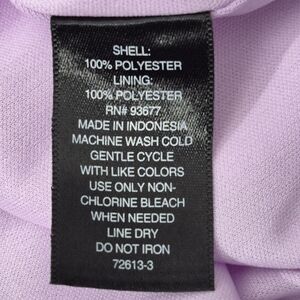 SHELL:
100% POLYESTER
LINING:
100% POLYESTER
RN# 93677
MADE IN INDONESIA
MACHINE WASH COLD
GENTLE CYCLE
WITH LIKE COLORS
USE ONLY NON-
CHLORINE BLEACH
WHEN NEEDED
LINE DRY
DO NOT IRON
72613-3